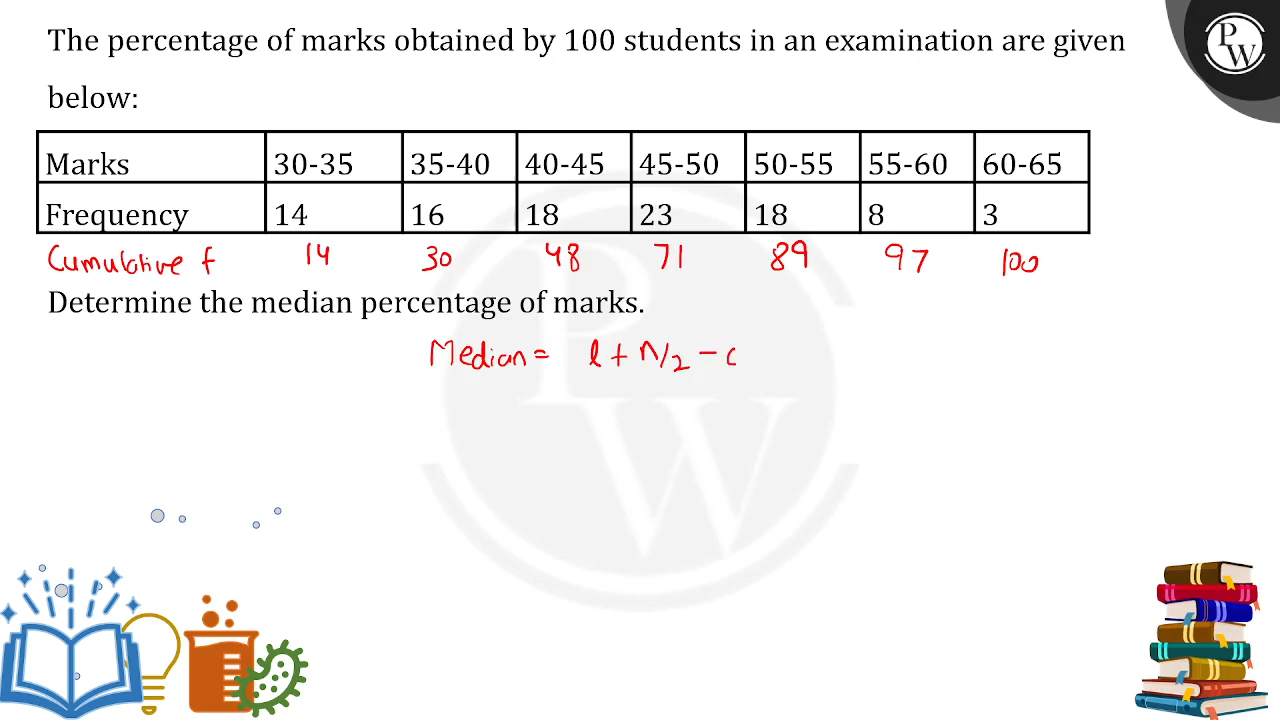 The percentage of marks obtained by 100 students in an examination are given
below:
Marks 30-35 35-40 40-45 45-50 50-55 55-60 60-65
Frequency 14 16 18 23 18 8 3
Cumulative f 14 30 48 71 89 97 100
Determine the median percentage of marks.
Median = l + n/2 - c
PW
PW